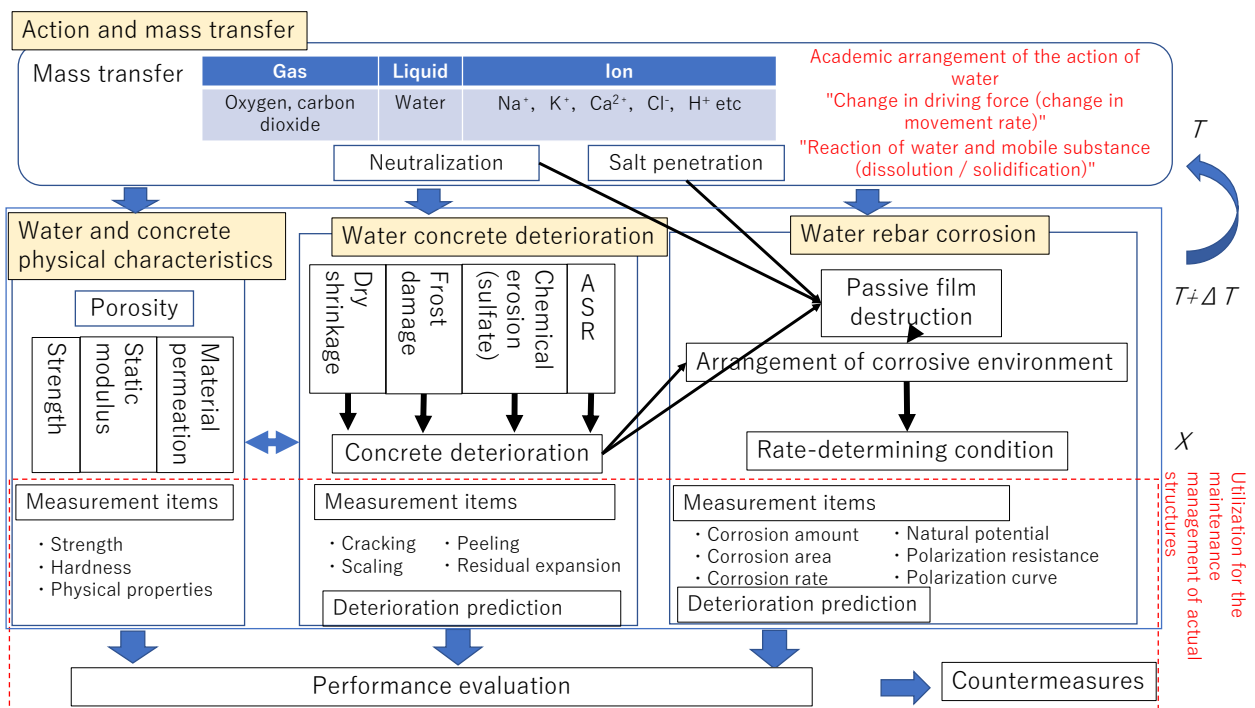 Action and mass transfer
Mass transfer
Gas Liquid Ion
Oxygen, carbon
dioxide
Water
Na⁺, K⁺, Ca²⁺, Cl⁻, H⁺ etc
Academic arrangement of the action of
water
"Change in driving force (change in
movement rate)"
"Reaction of water and mobile substance
(dissolution / solidification)"
Neutralization
Salt penetration
T
T+ΔT
X
Water and concrete
physical characteristics
Porosity
Strength
Static
modulus
Material
permeation
Measurement items
・Strength
・Hardness
・Physical properties
Water concrete deterioration
Dry
shrinkage
Frost
damage
Chemical
erosion
(sulfate)
ASR
Concrete deterioration
Measurement items
・Cracking ・Peeling
・Scaling ・Residual expansion
Deterioration prediction
Water rebar corrosion
Passive film
destruction
Arrangement of corrosive environment
Rate-determining condition
Measurement items
・Corrosion amount ・Natural potential
・Corrosion area ・Polarization resistance
・Corrosion rate ・Polarization curve
Deterioration prediction
Utilization for the
maintenance
management of actual
structures
Performance evaluation
Countermeasures